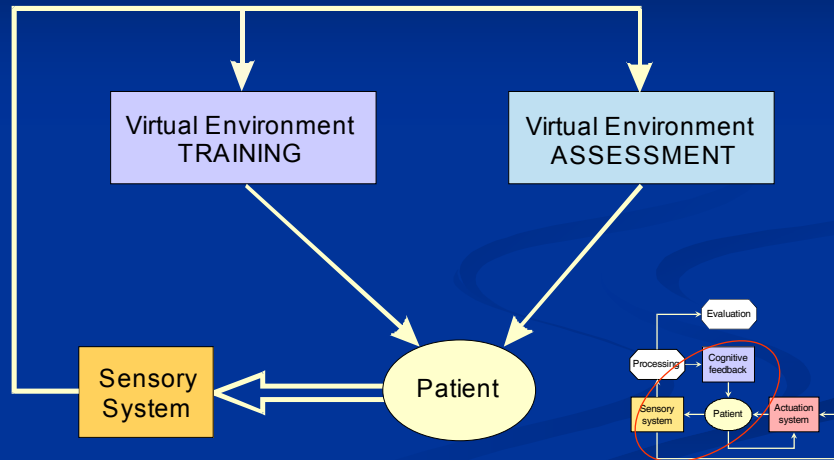 Virtual Environment
TRAINING
Virtual Environment
ASSESSMENT
Sensory
System
Patient
Evaluation
Processing
Cognitive
feedback
Sensory
system
Patient
Actuation
system